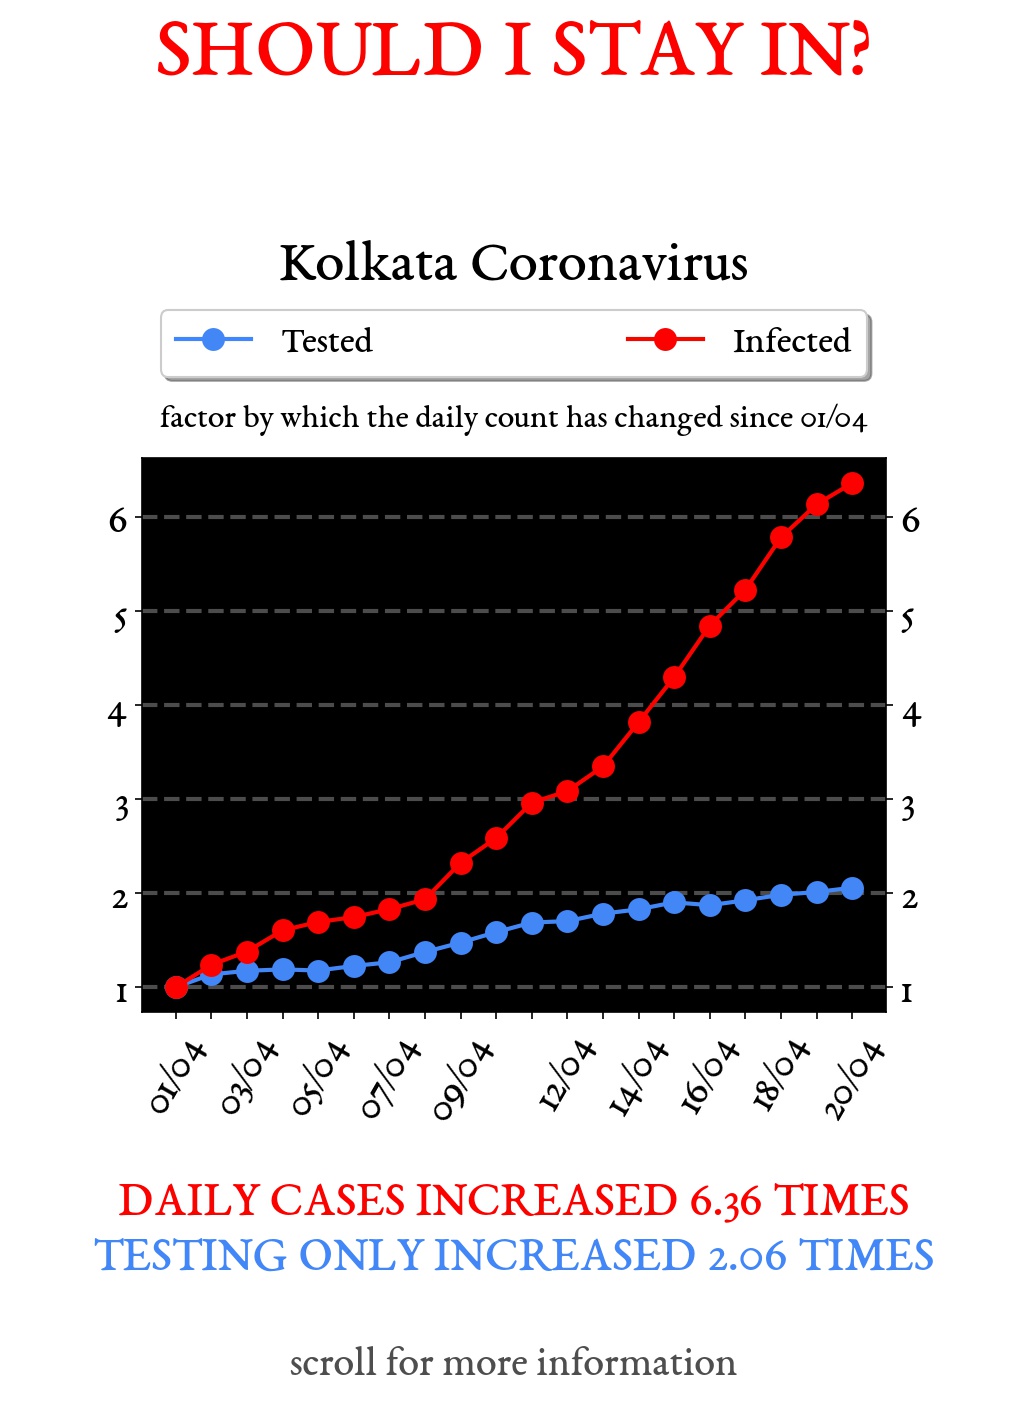 SHOULD I STAY IN?
Kolkata Coronavirus
Tested Infected
factor by which the daily count has changed since 01/04
6 6
5 5
4 4
3 3
2 2
1 1
01/04 03/04 05/04 07/04 09/04 12/04 14/04 16/04 18/04 20/04
DAILY CASES INCREASED 6.36 TIMES
TESTING ONLY INCREASED 2.06 TIMES
scroll for more information